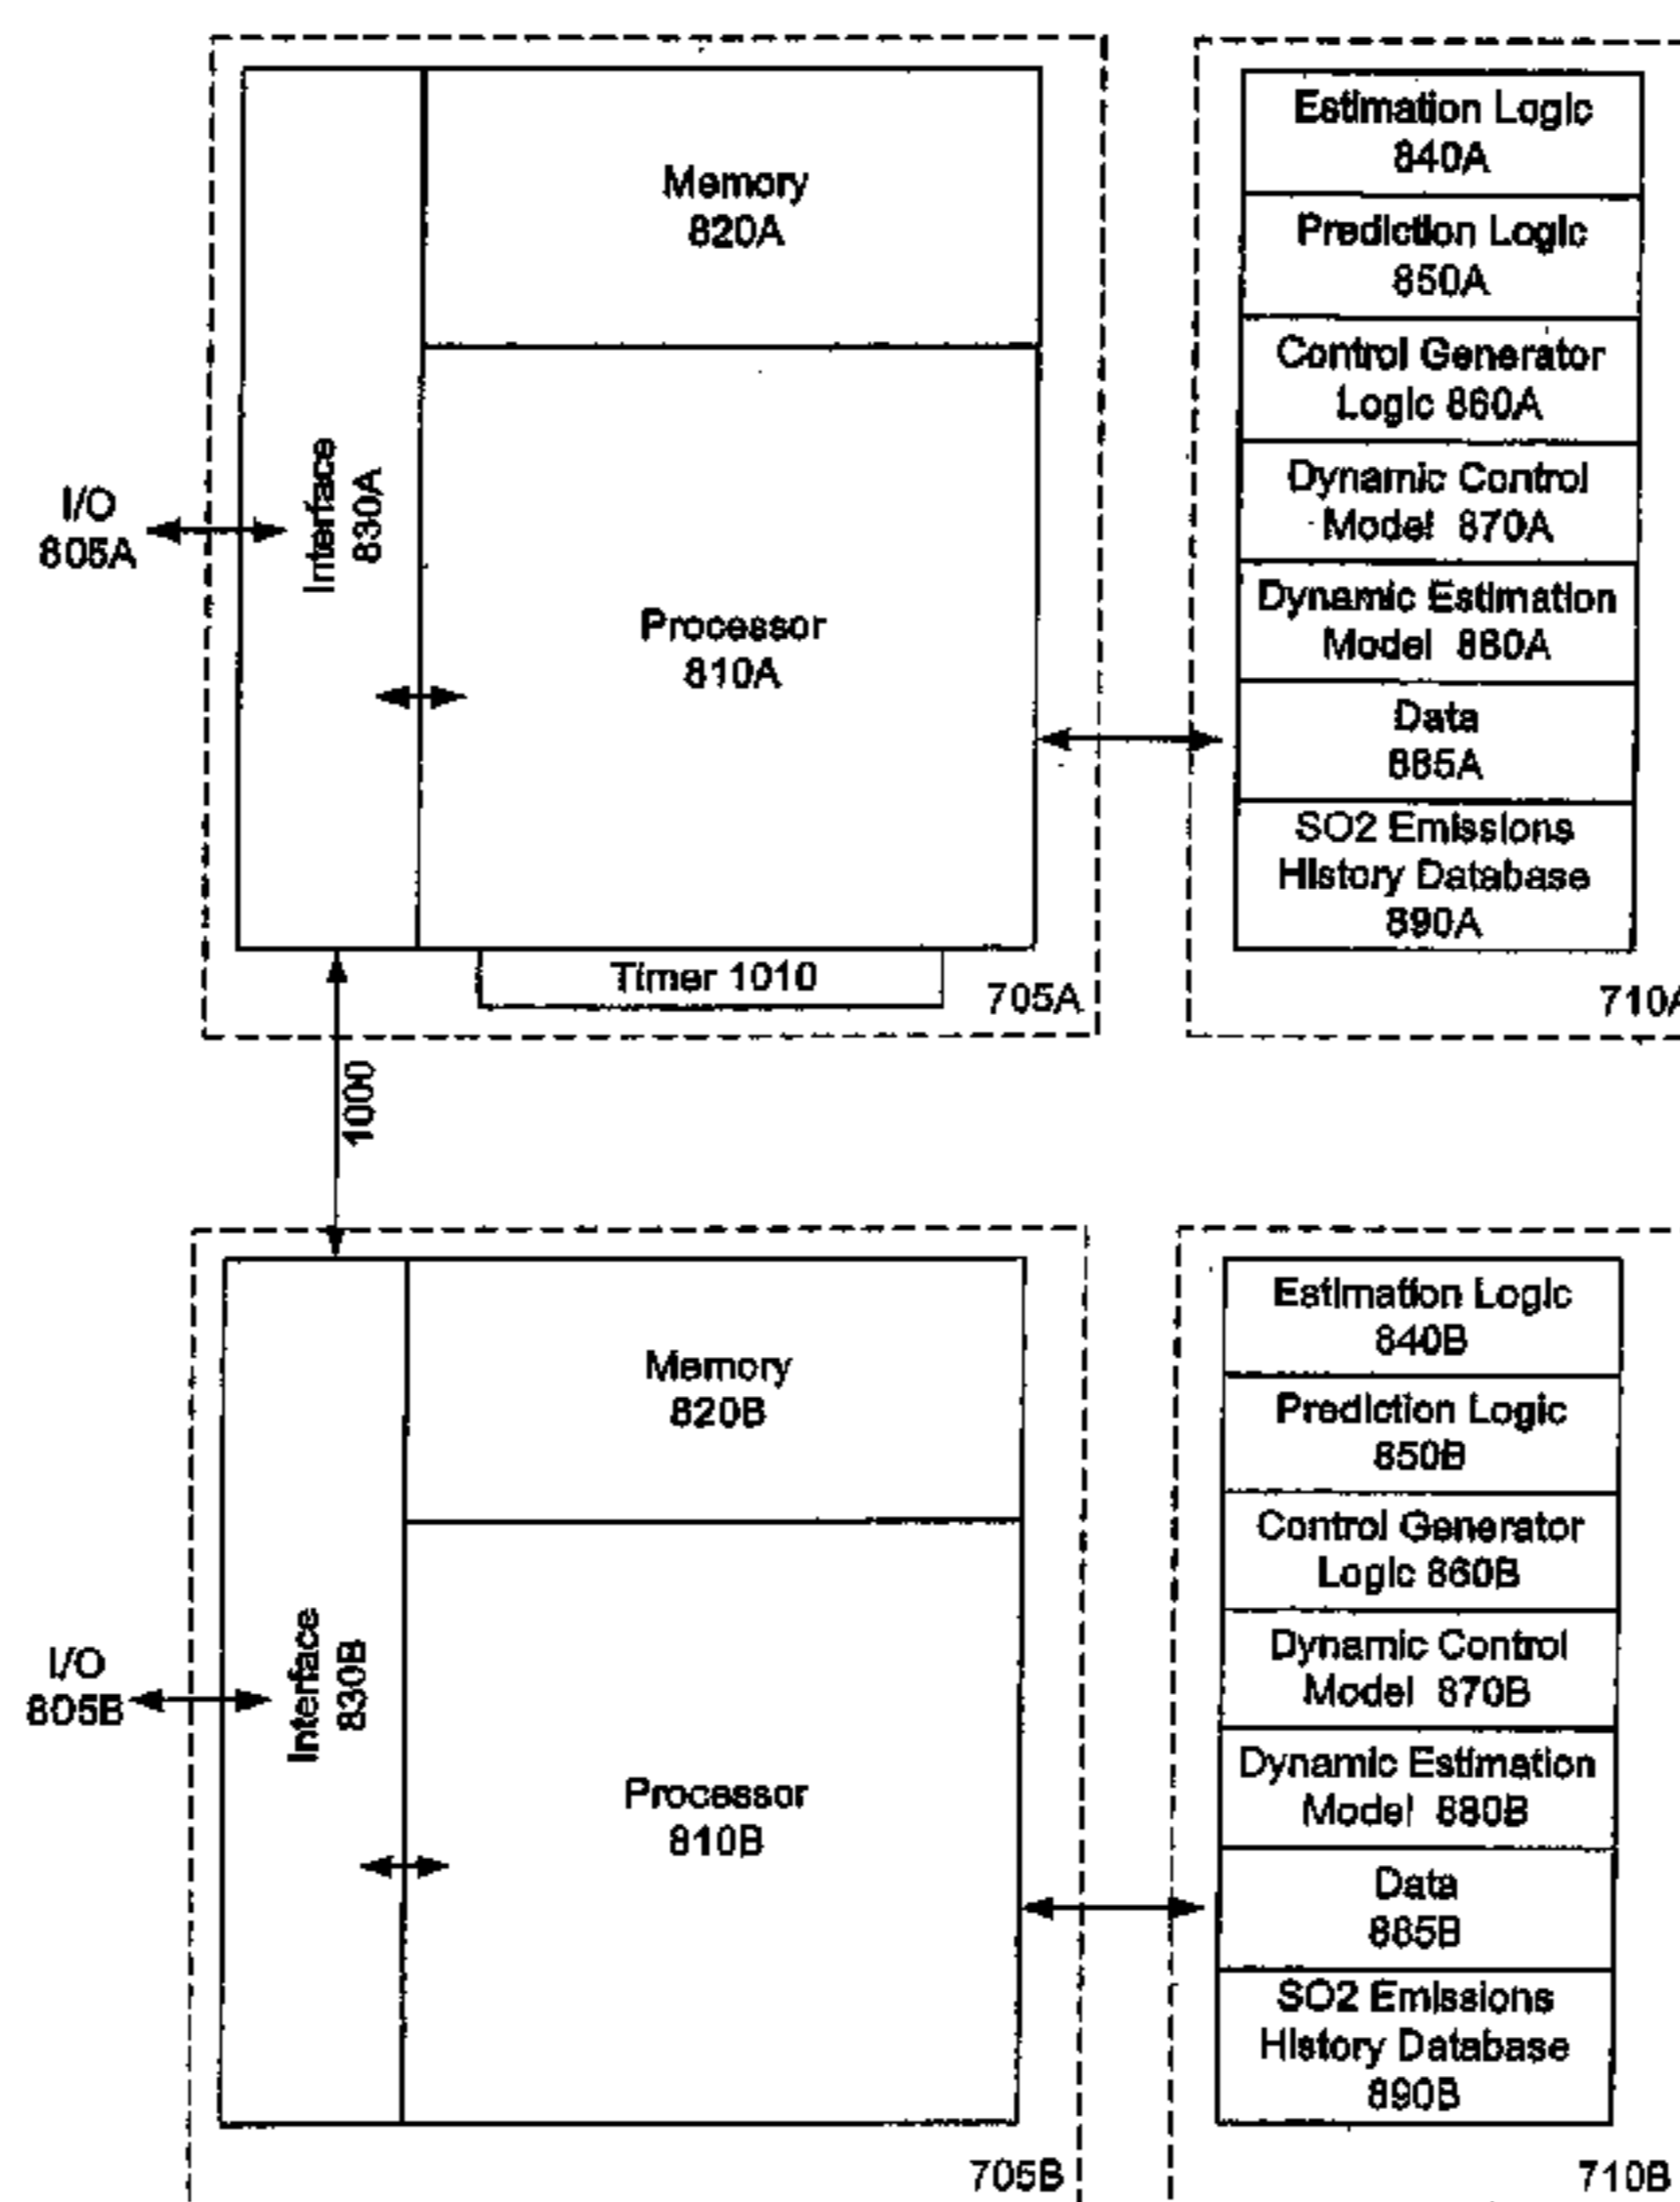 Memory
820A
Interface
830A
I/O
805A
Processor
810A
Timer 1010
705A
Estimation Logic
840A
Prediction Logic
850A
Control Generator
Logic 860A
Dynamic Control
Model 870A
Dynamic Estimation
Model 880A
Data
885A
SO2 Emissions
History Database
890A
710A
1000
Memory
820B
Interface
830B
I/O
805B
Processor
810B
705B
Estimation Logic
840B
Prediction Logic
850B
Control Generator
Logic 860B
Dynamic Control
Model 870B
Dynamic Estimation
Model 880B
Data
885B
SO2 Emissions
History Database
890B
710B